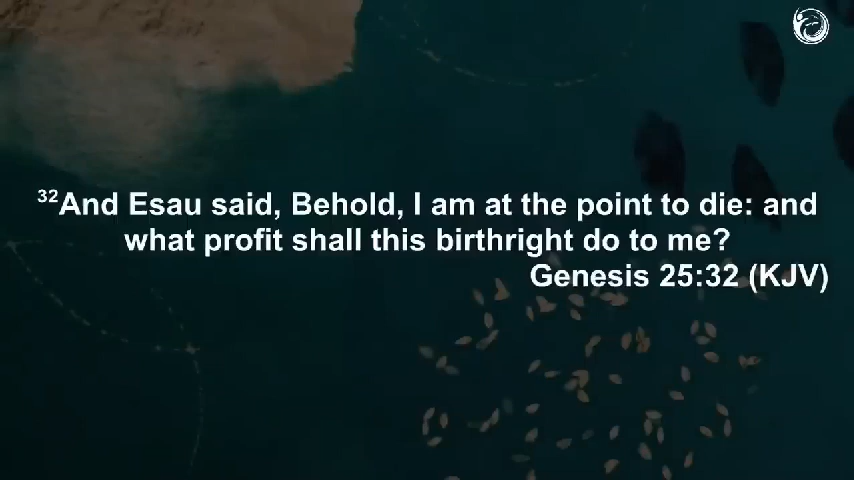 ³²And Esau said, Behold, I am at the point to die: and
what profit shall this birthright do to me?
Genesis 25:32 (KJV)